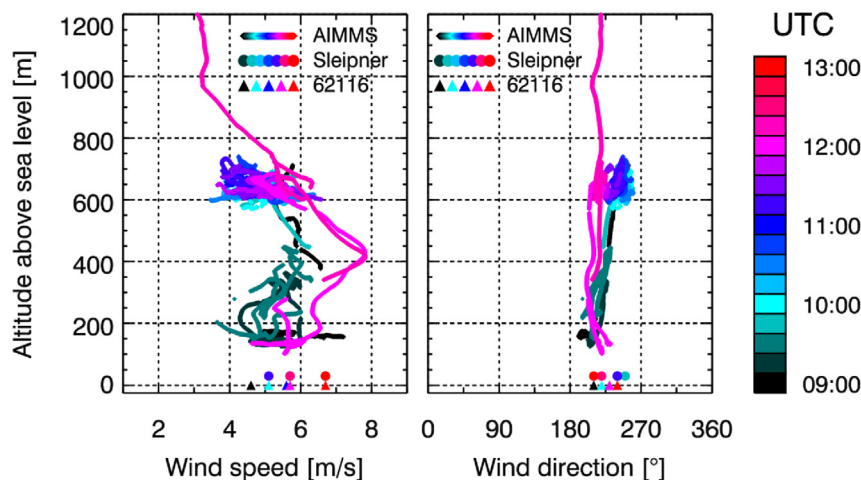 UTC
1200
1000
800
600
400
200
0
Altitude above sea level [m]
AIMMS
Sleipner
62116
AIMMS
Sleipner
62116
13:00
12:00
11:00
10:00
09:00
2 4 6 8
0 90 180 270 360
Wind speed [m/s]
Wind direction [°]